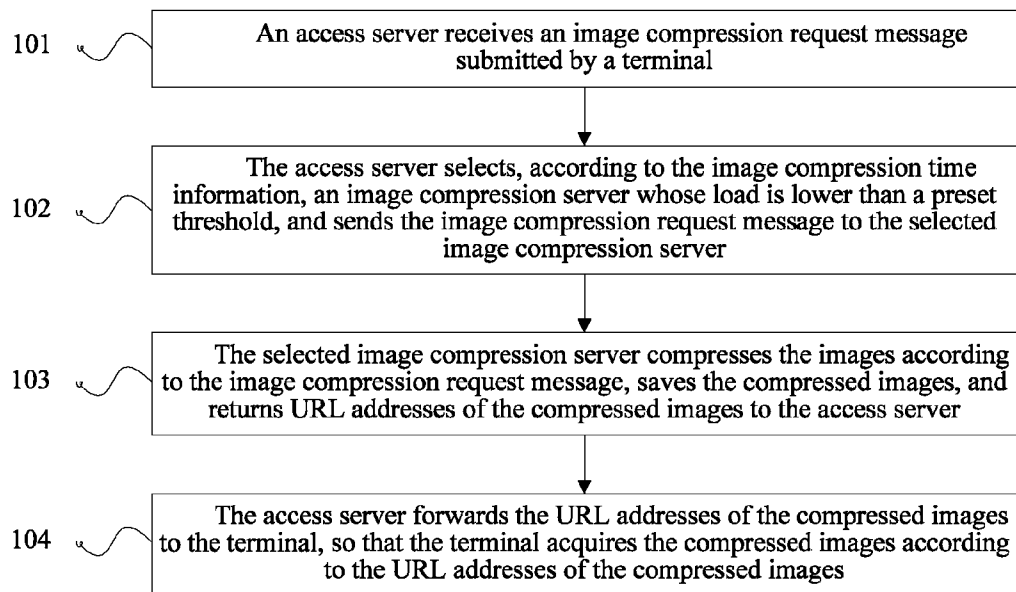 101
An access server receives an image compression request message
submitted by a terminal
102
The access server selects, according to the image compression time
information, an image compression server whose load is lower than a preset
threshold, and sends the image compression request message to the selected
image compression server
103
The selected image compression server compresses the images according
to the image compression request message, saves the compressed images, and
returns URL addresses of the compressed images to the access server
104
The access server forwards the URL addresses of the compressed images
to the terminal, so that the terminal acquires the compressed images according
to the URL addresses of the compressed images